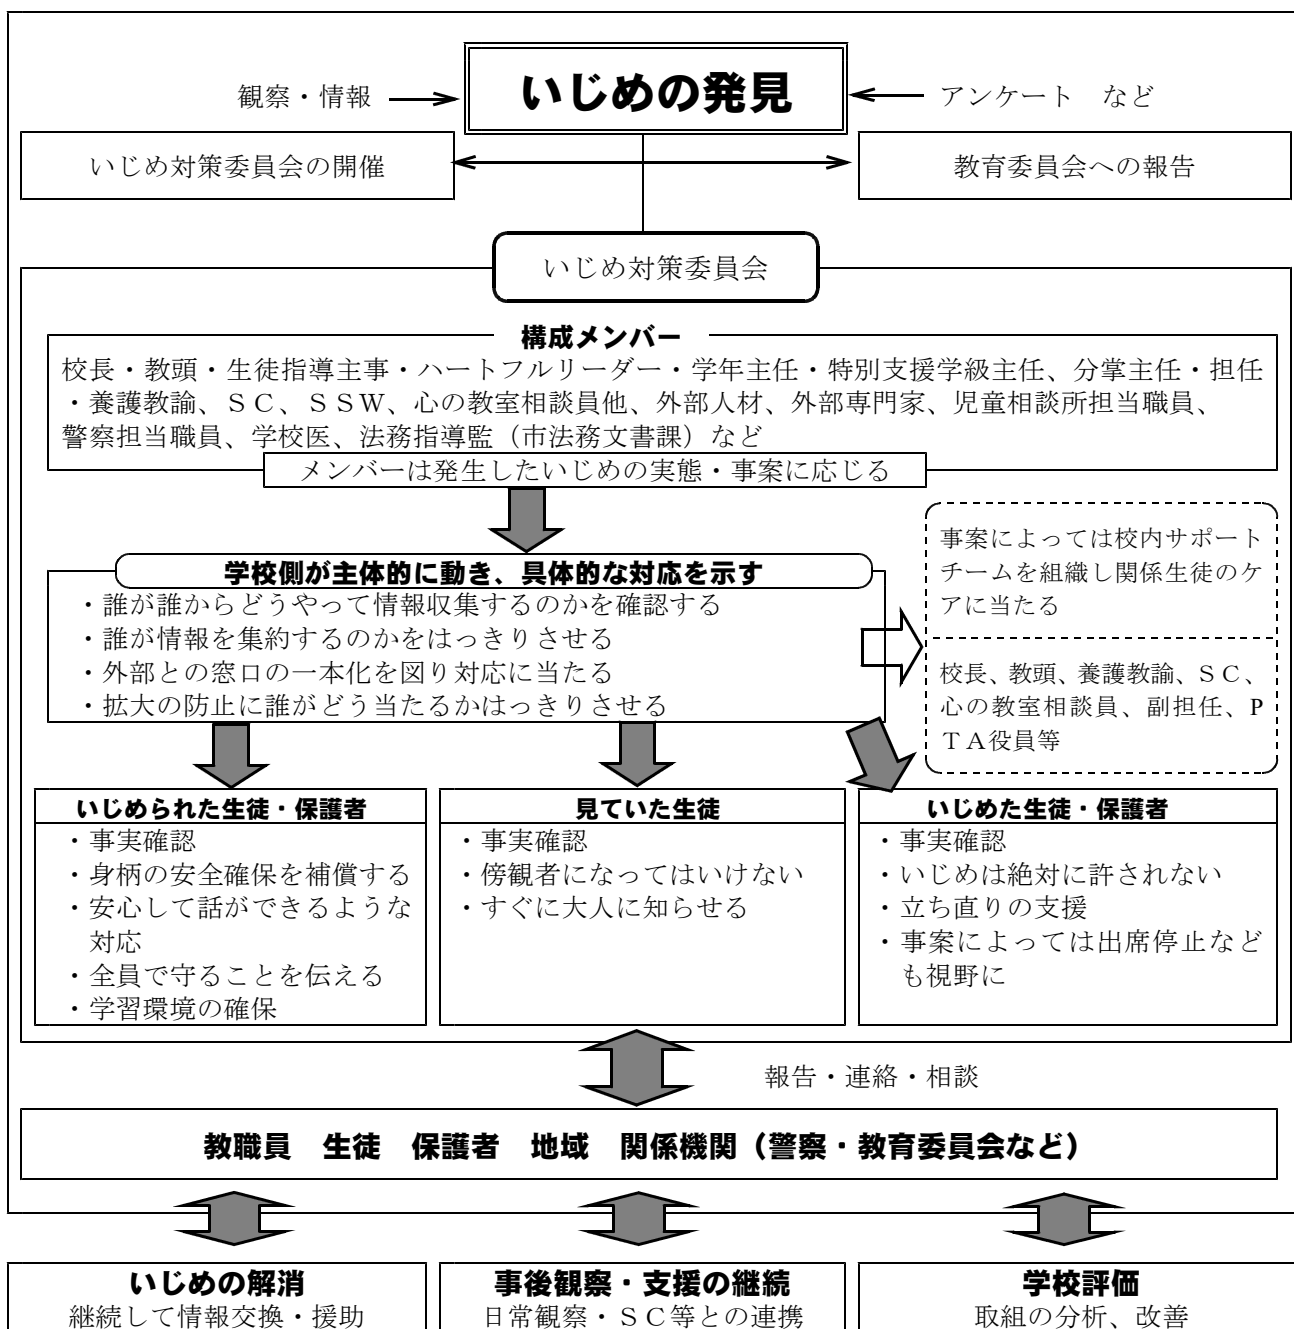 いじめの発見
観察・情報
アンケート　など
いじめ対策委員会の開催
教育委員会への報告
いじめ対策委員会
構成メンバー
校長・教頭・生徒指導主事・ハートフルリーダー・学年主任・特別支援学級主任、分掌主任・担任
・養護教諭、ＳＣ、ＳＳＷ、心の教室相談員他、外部人材、外部専門家、児童相談所担当職員、
警察担当職員、学校医、法務指導監（市法務文書課）など
メンバーは発生したいじめの実態・事案に応じる
学校側が主体的に動き、具体的な対応を示す
・誰が誰からどうやって情報収集するのかを確認する
・誰が情報を集約するのかをはっきりさせる
・外部との窓口の一本化を図り対応に当たる
・拡大の防止に誰がどう当たるかはっきりさせる
事案によっては校内サポート
チームを組織し関係生徒のケ
アに当たる
校長、教頭、養護教諭、ＳＣ、
心の教室相談員、副担任、Ｐ
ＴＡ役員等
いじめられた生徒・保護者
・事実確認
・身柄の安全確保を補償する
・安心して話ができるような
対応
・全員で守ることを伝える
・学習環境の確保
見ていた生徒
・事実確認
・傍観者になってはいけない
・すぐに大人に知らせる
いじめた生徒・保護者
・事実確認
・いじめは絶対に許されない
・立ち直りの支援
・事案によっては出席停止など
も視野に
報告・連絡・相談
教職員　生徒　保護者　地域　関係機関（警察・教育委員会など）
いじめの解消
継続して情報交換・援助
事後観察・支援の継続
日常観察・ＳＣ等との連携
学校評価
取組の分析、改善